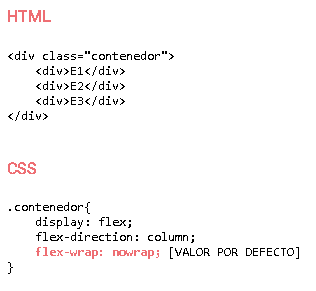 HTML
<div class="contenedor">
    <div>E1</div>
    <div>E2</div>
    <div>E3</div>
</div>
CSS
.contenedor{
    display: flex;
    flex-direction: column;
    flex-wrap: nowrap; [VALOR POR DEFECTO]
}